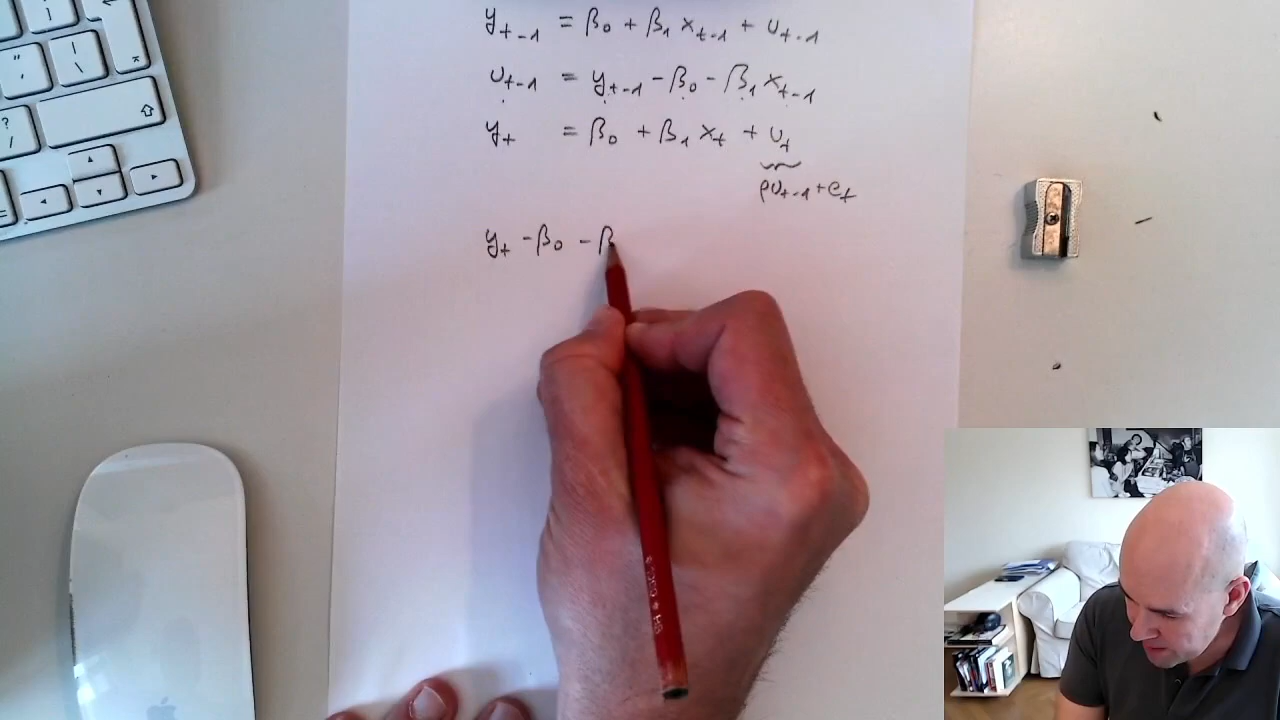 y_{t-1} = β_0 + β_1 x_{t-1} + u_{t-1}
u_{t-1} = y_{t-1} - β_0 - β_1 x_{t-1}
y_t = β_0 + β_1 x_t + u_t
ρu_{t-1} + e_t
y_t - β_0 - β